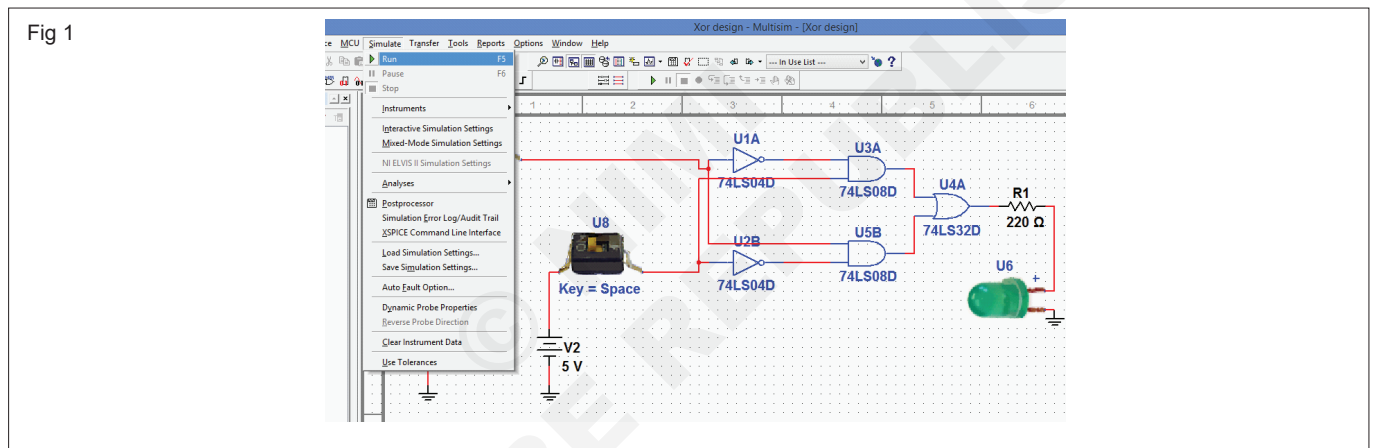 Fig 1
Xor design - Multisim - [Xor design]
MCU Simulate Transfer Tools Reports Options Window Help
Run F5
--- In Use List ---
?
Pause F6
Stop
Instruments
1 2 3 4 5 6
Interactive Simulation Settings
Mixed-Mode Simulation Settings
NI ELVIS II Simulation Settings
Analyses
Postprocessor
Simulation Error Log/Audit Trail
XSPICE Command Line Interface
Load Simulation Settings...
Save Simulation Settings...
Auto Fault Option...
Dynamic Probe Properties
Reverse Probe Direction
Clear Instrument Data
Use Tolerances
U1A
74LS04D
U3A
74LS08D
U4A
74LS32D
R1
220 Ω
U8
Key = Space
U2B
74LS04D
U5B
74LS08D
U6
+
V2
5 V
© NIMI
BE REPUBLIS